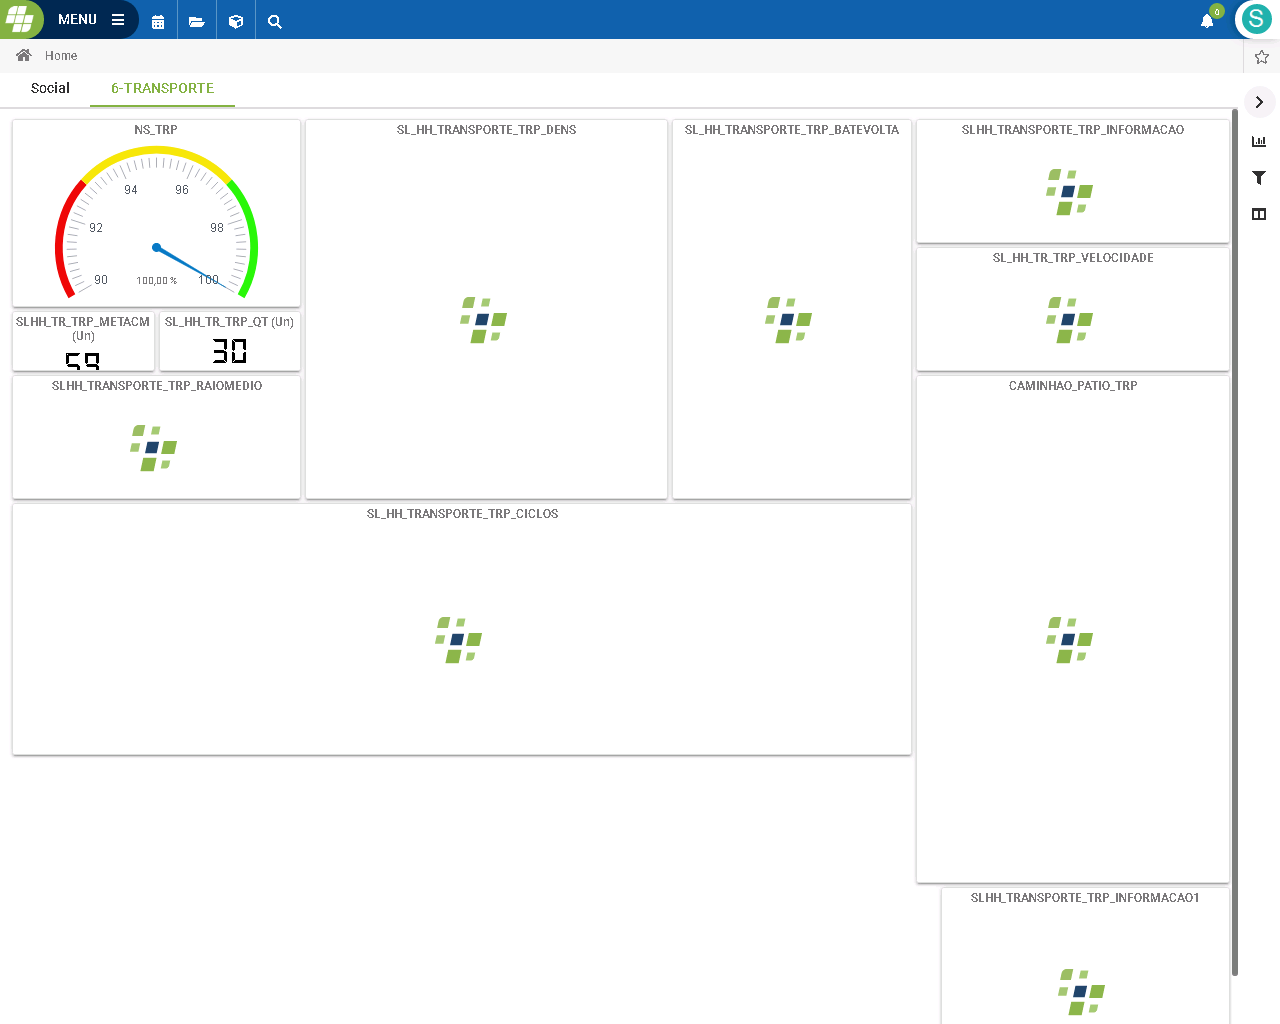 MENU
0
S
Home
Social
6-TRANSPORTE
NS_TRP
94
96
92
98
90
100,00 %
100
SLHH_TR_TRP_METACM
(Un)
59
SL_HH_TR_TRP_QT (Un)
30
SLHH_TRANSPORTE_TRP_RAIOMEDIO
SL_HH_TRANSPORTE_TRP_DENS
SL_HH_TRANSPORTE_TRP_BATEVOLTA
SLHH_TRANSPORTE_TRP_INFORMACAO
SL_HH_TR_TRP_VELOCIDADE
CAMINHAO_PATIO_TRP
SL_HH_TRANSPORTE_TRP_CICLOS
SLHH_TRANSPORTE_TRP_INFORMACAO1